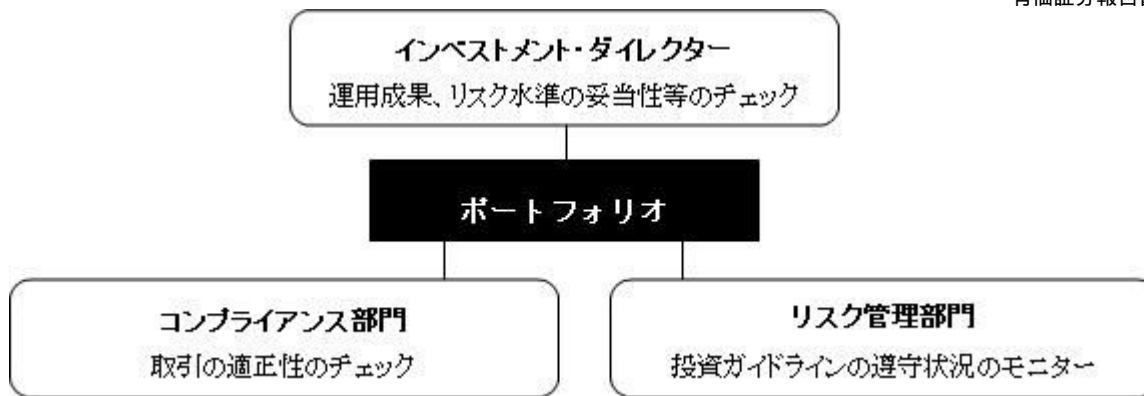 インベストメント・ダイレクター
運用成果、リスク水準の妥当性等のチェック
ポートフォリオ
コンプライアンス部門
取引の適正性のチェック
リスク管理部門
投資ガイドラインの遵守状況のモニター